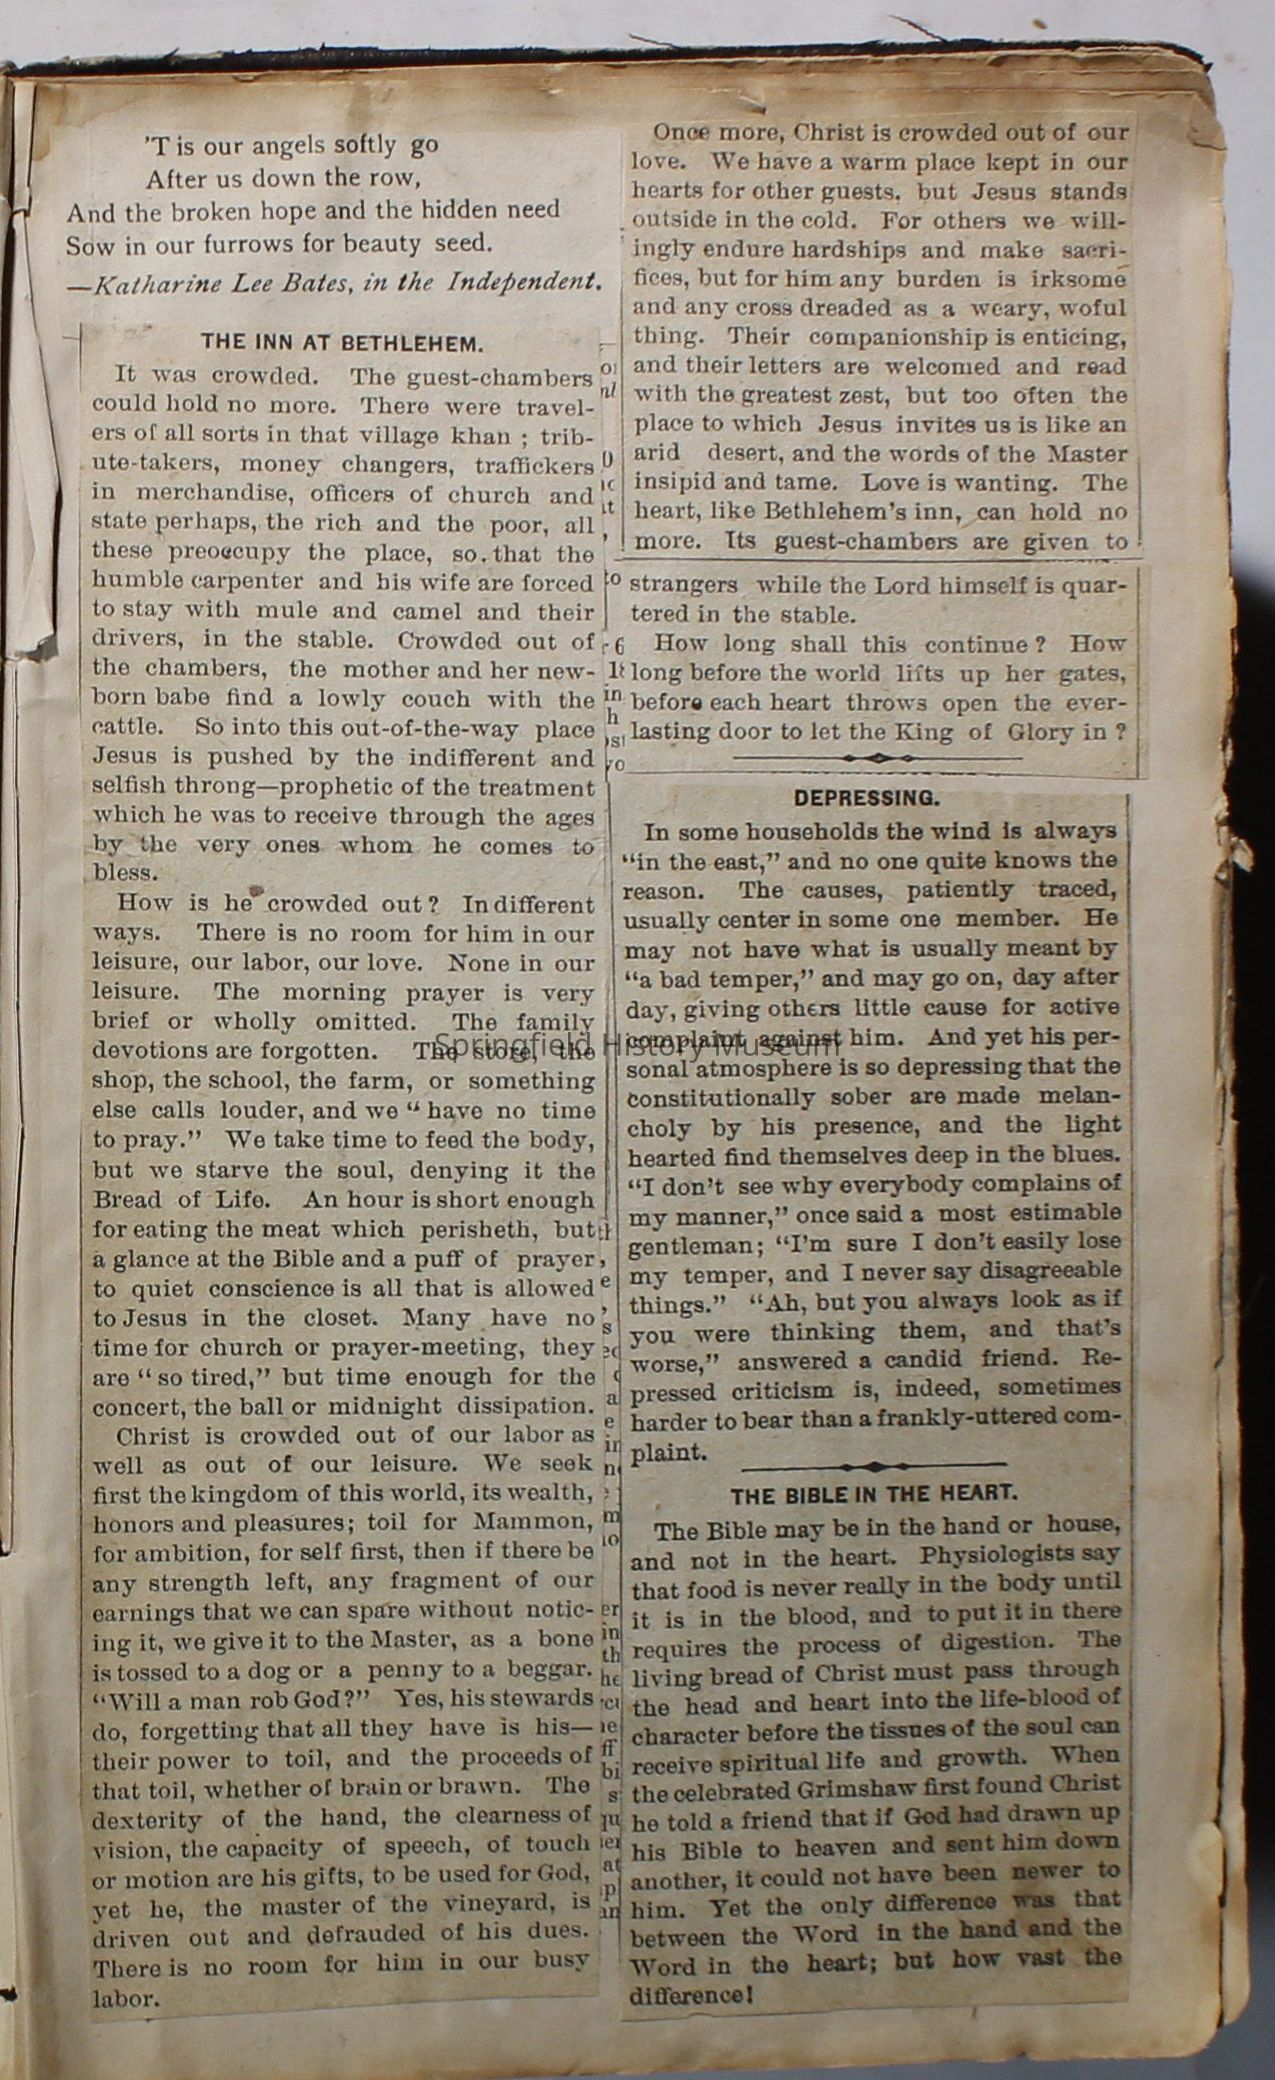 'T is our angels softly go
After us down the row,
And the broken hope and the hidden need
Sow in our furrows for beauty seed.
—Katharine Lee Bates, in the Independent.
THE INN AT BETHLEHEM.
It was crowded. The guest-chambers
could hold no more. There were travel-
ers of all sorts in that village khan ; trib-
ute-takers, money changers, traffickers
in merchandise, officers of church and
state perhaps, the rich and the poor, all
these preoccupy the place, so that the
humble carpenter and his wife are forced
to stay with mule and camel and their
drivers, in the stable. Crowded out of
the chambers, the mother and her new-
born babe find a lowly couch with the
cattle. So into this out-of-the-way place
Jesus is pushed by the indifferent and
selfish throng—prophetic of the treatment
which he was to receive through the ages
by the very ones whom he comes to
bless.
How is he crowded out? In different
ways. There is no room for him in our
leisure, our labor, our love. None in our
leisure. The morning prayer is very
brief or wholly omitted. The family
devotions are forgotten. The store, the
shop, the school, the farm, or something
else calls louder, and we "have no time
to pray." We take time to feed the body,
but we starve the soul, denying it the
Bread of Life. An hour is short enough
for eating the meat which perisheth, but
a glance at the Bible and a puff of prayer
to quiet conscience is all that is allowed
to Jesus in the closet. Many have no
time for church or prayer-meeting, they
are "so tired," but time enough for the
concert, the ball or midnight dissipation.
Christ is crowded out of our labor as
well as out of our leisure. We seek
first the kingdom of this world, its wealth,
honors and pleasures; toil for Mammon,
for ambition, for self first, then if there be
any strength left, any fragment of our
earnings that we can spare without notic-
ing it, we give it to the Master, as a bone
is tossed to a dog or a penny to a beggar.
"Will a man rob God?" Yes, his stewards
do, forgetting that all they have is his—
their power to toil, and the proceeds of
that toil, whether of brain or brawn. The
dexterity of the hand, the clearness of
vision, the capacity of speech, of touch
or motion are his gifts, to be used for God,
yet he, the master of the vineyard, is
driven out and defrauded of his dues.
There is no room for him in our busy
labor.
Once more, Christ is crowded out of our
love. We have a warm place kept in our
hearts for other guests, but Jesus stands
outside in the cold. For others we will-
ingly endure hardships and make sacri-
fices, but for him any burden is irksome
and any cross dreaded as a weary, woful
thing. Their companionship is enticing,
and their letters are welcomed and read
with the greatest zest, but too often the
place to which Jesus invites us is like an
arid desert, and the words of the Master
insipid and tame. Love is wanting. The
heart, like Bethlehem's inn, can hold no
more. Its guest-chambers are given to
strangers while the Lord himself is quar-
tered in the stable.
How long shall this continue? How
long before the world lifts up her gates,
before each heart throws open the ever-
lasting door to let the King of Glory in ?
DEPRESSING.
In some households the wind is always
"in the east," and no one quite knows the
reason. The causes, patiently traced,
usually center in some one member. He
may not have what is usually meant by
"a bad temper," and may go on, day after
day, giving others little cause for active
complaint against him. And yet his per-
sonal atmosphere is so depressing that the
constitutionally sober are made melan-
choly by his presence, and the light
hearted find themselves deep in the blues.
"I don't see why everybody complains of
my manner," once said a most estimable
gentleman; "I'm sure I don't easily lose
my temper, and I never say disagreeable
things." "Ah, but you always look as if
you were thinking them, and that's
worse," answered a candid friend. Re-
pressed criticism is, indeed, sometimes
harder to bear than a frankly-uttered com-
plaint.
THE BIBLE IN THE HEART.
The Bible may be in the hand or house,
and not in the heart. Physiologists say
that food is never really in the body until
it is in the blood, and to put it in there
requires the process of digestion. The
living bread of Christ must pass through
the head and heart into the life-blood of
character before the tissues of the soul can
receive spiritual life and growth. When
the celebrated Grimshaw first found Christ
he told a friend that if God had drawn up
his Bible to heaven and sent him down
another, it could not have been newer to
him. Yet the only difference was that
between the Word in the hand and the
Word in the heart; but how vast the
difference!
Springfield History Museum